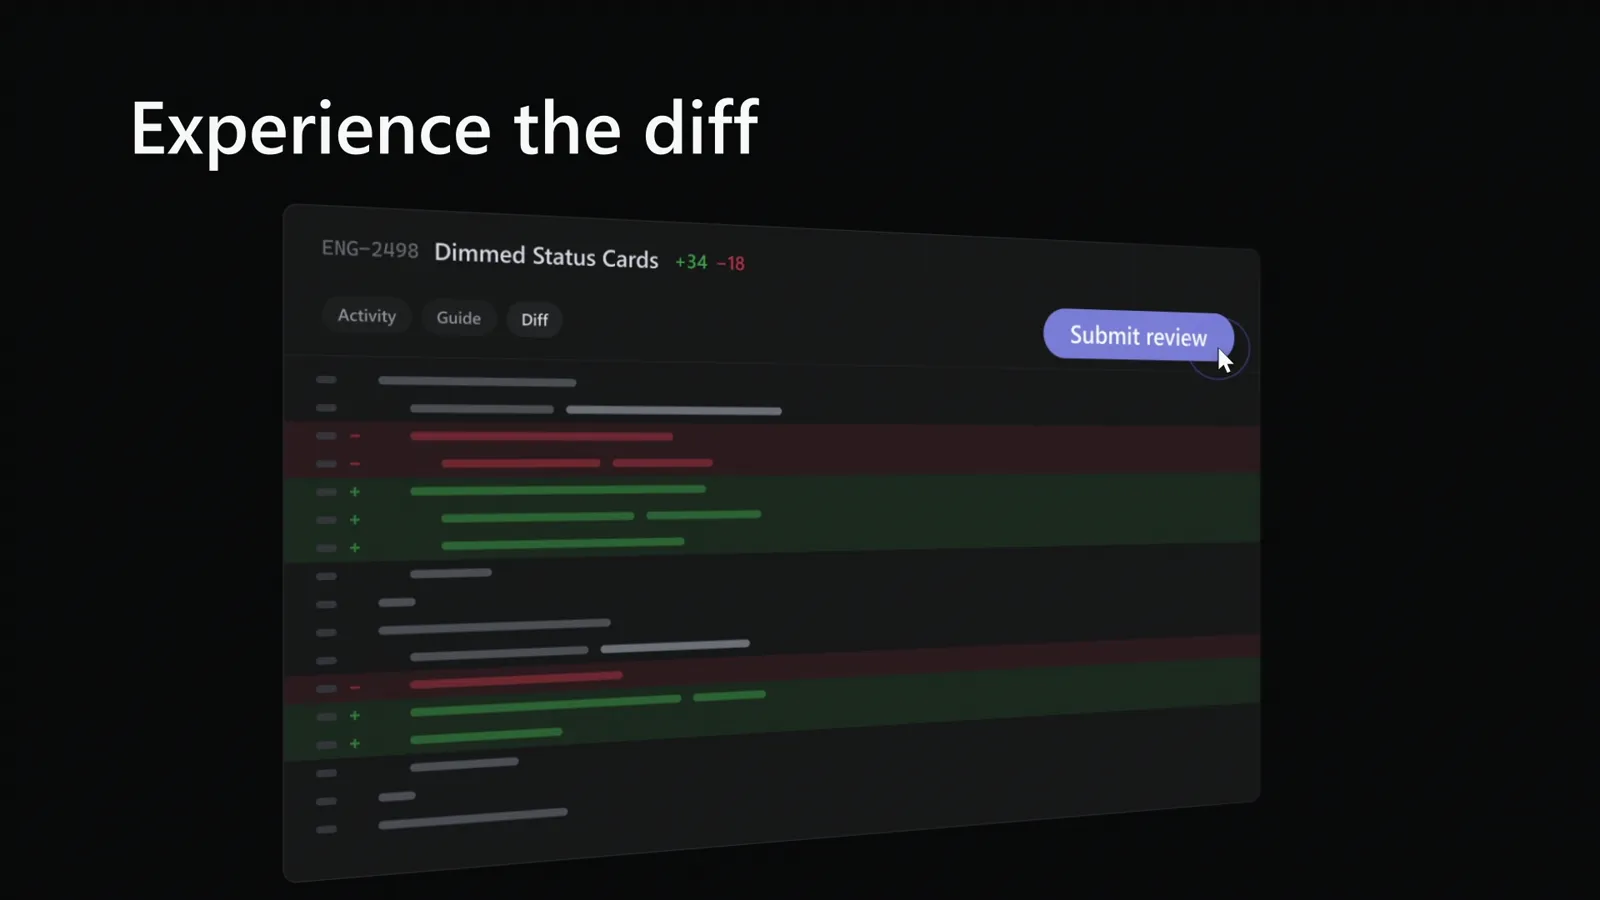 Experience the diff
ENG-2498 Dimmed Status Cards +34 -18
Activity Guide Diff
Submit review
-
-
+
+
+
-
+
+